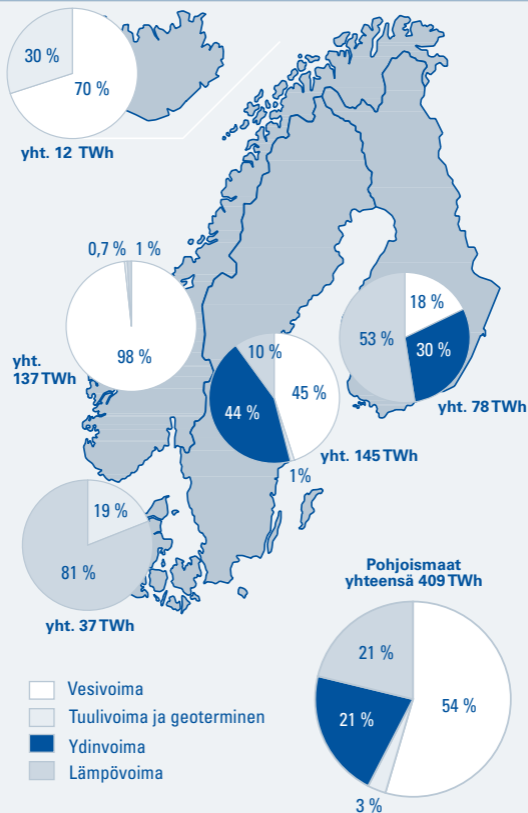 30 %
70 %
yht. 12 TWh
0,7 %
1 %
98 %
yht.
137 TWh
18 %
53 %
30 %
yht. 78 TWh
10 %
45 %
44 %
yht. 145 TWh
1%
19 %
81 %
yht. 37 TWh
Pohjoismaat
yhteensä 409 TWh
21 %
54 %
21 %
3 %
Vesivoima
Tuulivoima ja geoterminen
Ydinvoima
Lämpövoima